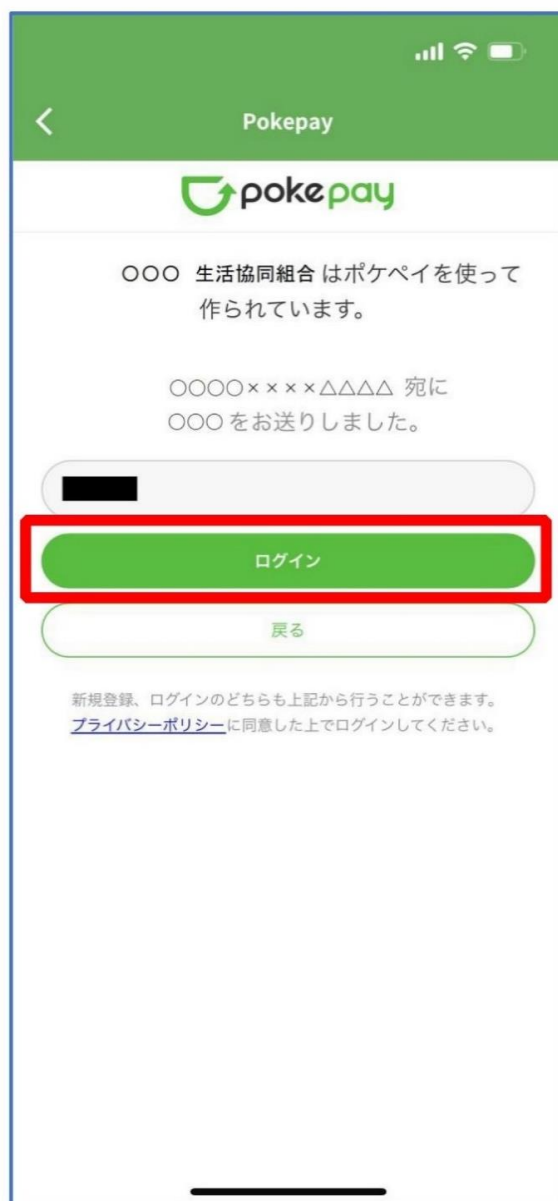 Pokepay
pokepay
○○○ 生活協同組合 はポケペイを使って
作られています。
○○○○××××△△△△ 宛に
○○○ をお送りしました。
ログイン
戻る
新規登録、ログインのどちらも上記から行うことができます。
プライバシーポリシーに同意した上でログインしてください。